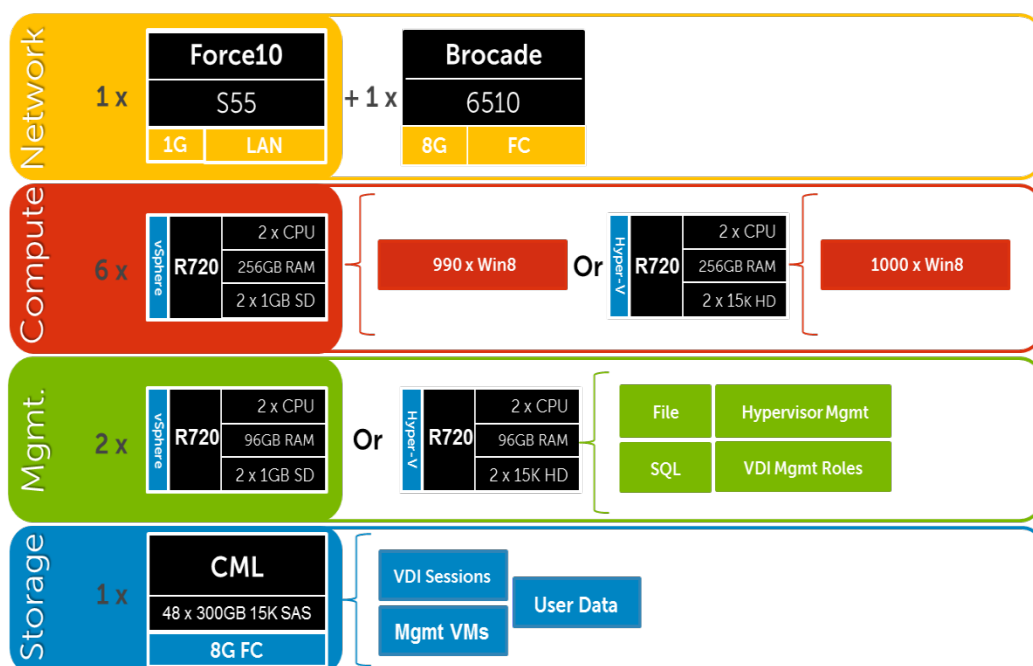 Network
1 x
Force10
S55
1G
LAN
+ 1 x
Brocade
6510
8G
FC
Compute
6 x
vSphere
R720
2 x CPU
256GB RAM
2 x 1GB SD
990 x Win8
Or
Hyper-V
R720
2 x CPU
256GB RAM
2 x 15K HD
1000 x Win8
Mgmt.
2 x
vSphere
R720
2 x CPU
96GB RAM
2 x 1GB SD
Or
Hyper-V
R720
2 x CPU
96GB RAM
2 x 15K HD
File
Hypervisor Mgmt
SQL
VDI Mgmt Roles
Storage
1 x
CML
48 x 300GB 15K SAS
8G FC
VDI Sessions
Mgmt VMs
User Data